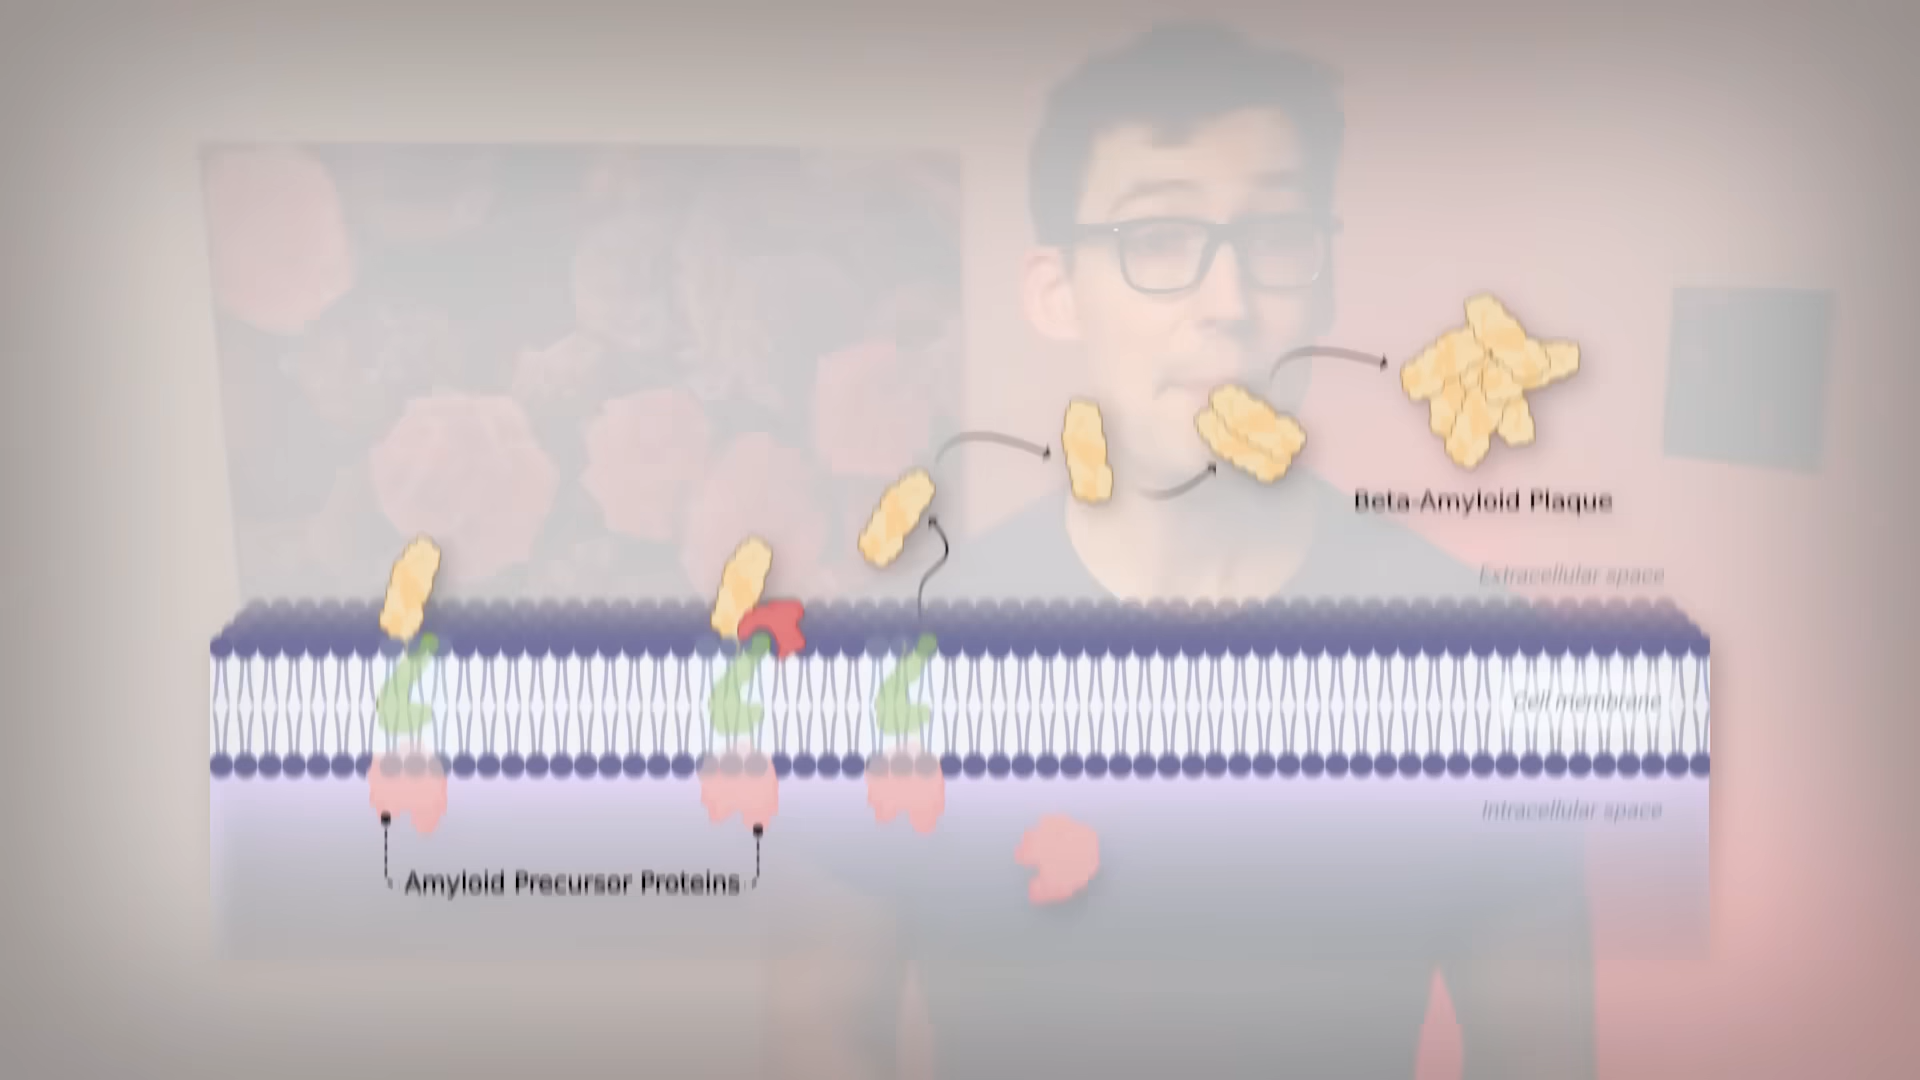 Beta-Amyloid Plaque
Extracellular space
Cell membrane
Intracellular space
Amyloid Precursor Proteins